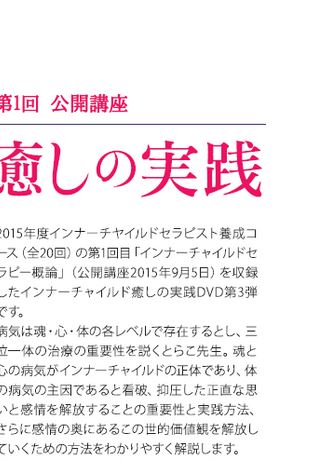 第1回 公開講座
癒しの実践
2015年度インナーチャイルドセラピスト養成コ
ース（全20回）の第1回目「インナーチャイルドセ
ラピー概論」（公開講座2015年9月5日）を収録
したインナーチャイルド癒しの実践DVD第3弾
です。
病気は魂・心・体の各レベルで存在するとし、三
位一体の治療の重要性を説くとらこ先生。魂と
心の病気がインナーチャイルドの正体であり、体
の病気の主因であると看破、抑圧した正直な思
いと感情を解放することの重要性と実践方法、
さらに感情の奥にあるこの世的価値観を解放し
ていくための方法をわかりやすく解説します。